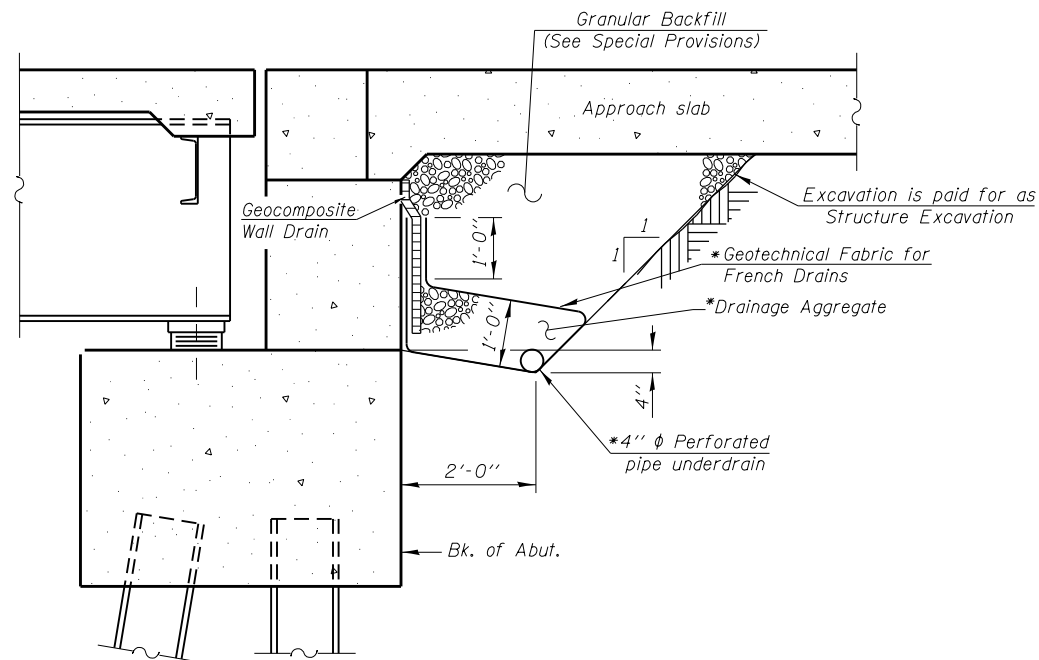 Granular Backfill
(See Special Provisions)
Approach slab
Geocomposite
Wall Drain
Excavation is paid for as
Structure Excavation
1
1
1'-0''
*Geotechnical Fabric for
French Drains
*Drainage Aggregate
1'-0''
4''
*4'' ϕ Perforated
pipe underdrain
2'-0''
Bk. of Abut.